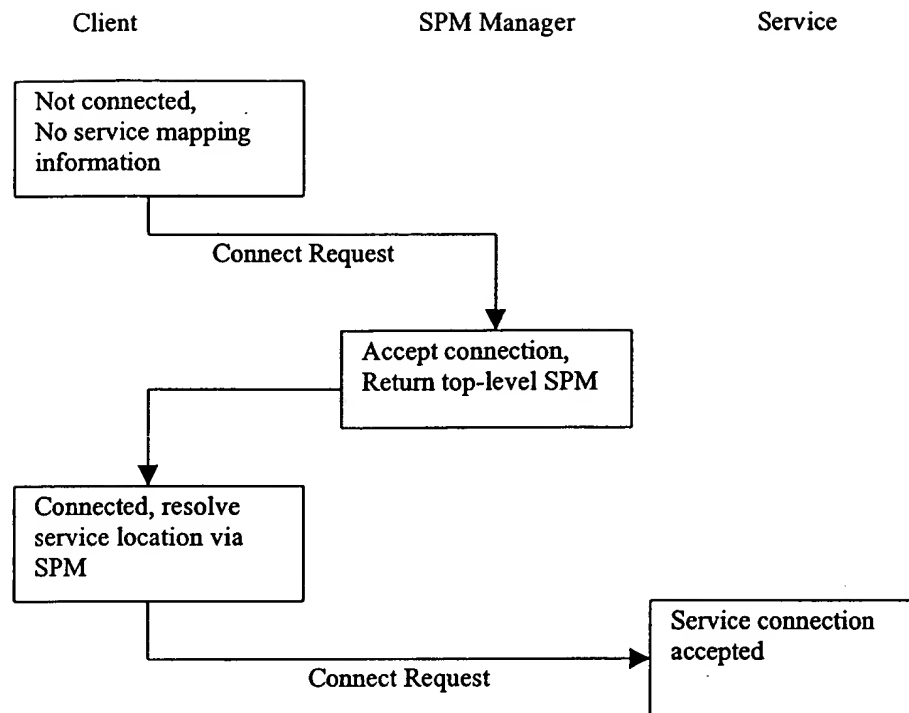 Client
SPM Manager
Service
Not connected,
No service mapping
information
Connect Request
Accept connection,
Return top-level SPM
Connected, resolve
service location via
SPM
Service connection
accepted
Connect Request